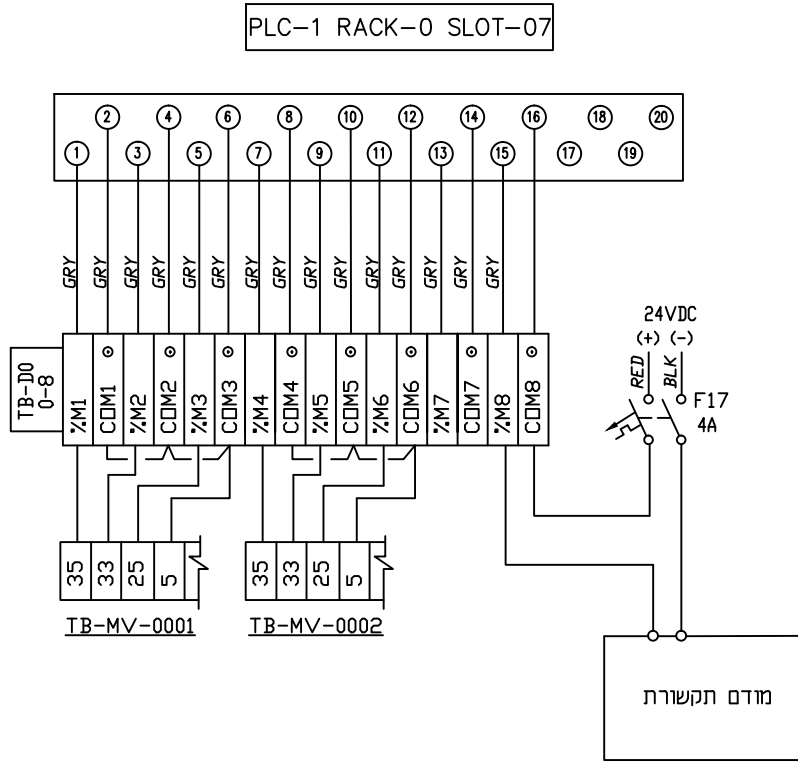 PLC-1 RACK-0 SLOT-07
2 4 6 8 10 12 14 16 18 20
1 3 5 7 9 11 13 15 17 19
GRY GRY GRY GRY GRY GRY GRY GRY GRY GRY GRY GRY GRY GRY GRY
24VDC
(+) (-)
RED BLK
F17
4A
TB-DO
0-8
%M1 COM1 %M2 COM2 %M3 COM3 %M4 COM4 %M5 COM5 %M6 COM6 %M7 COM7 %M8 COM8
35 33 25 5
35 33 25 5
TB-MV-0001
TB-MV-0002
מודם תקשורת